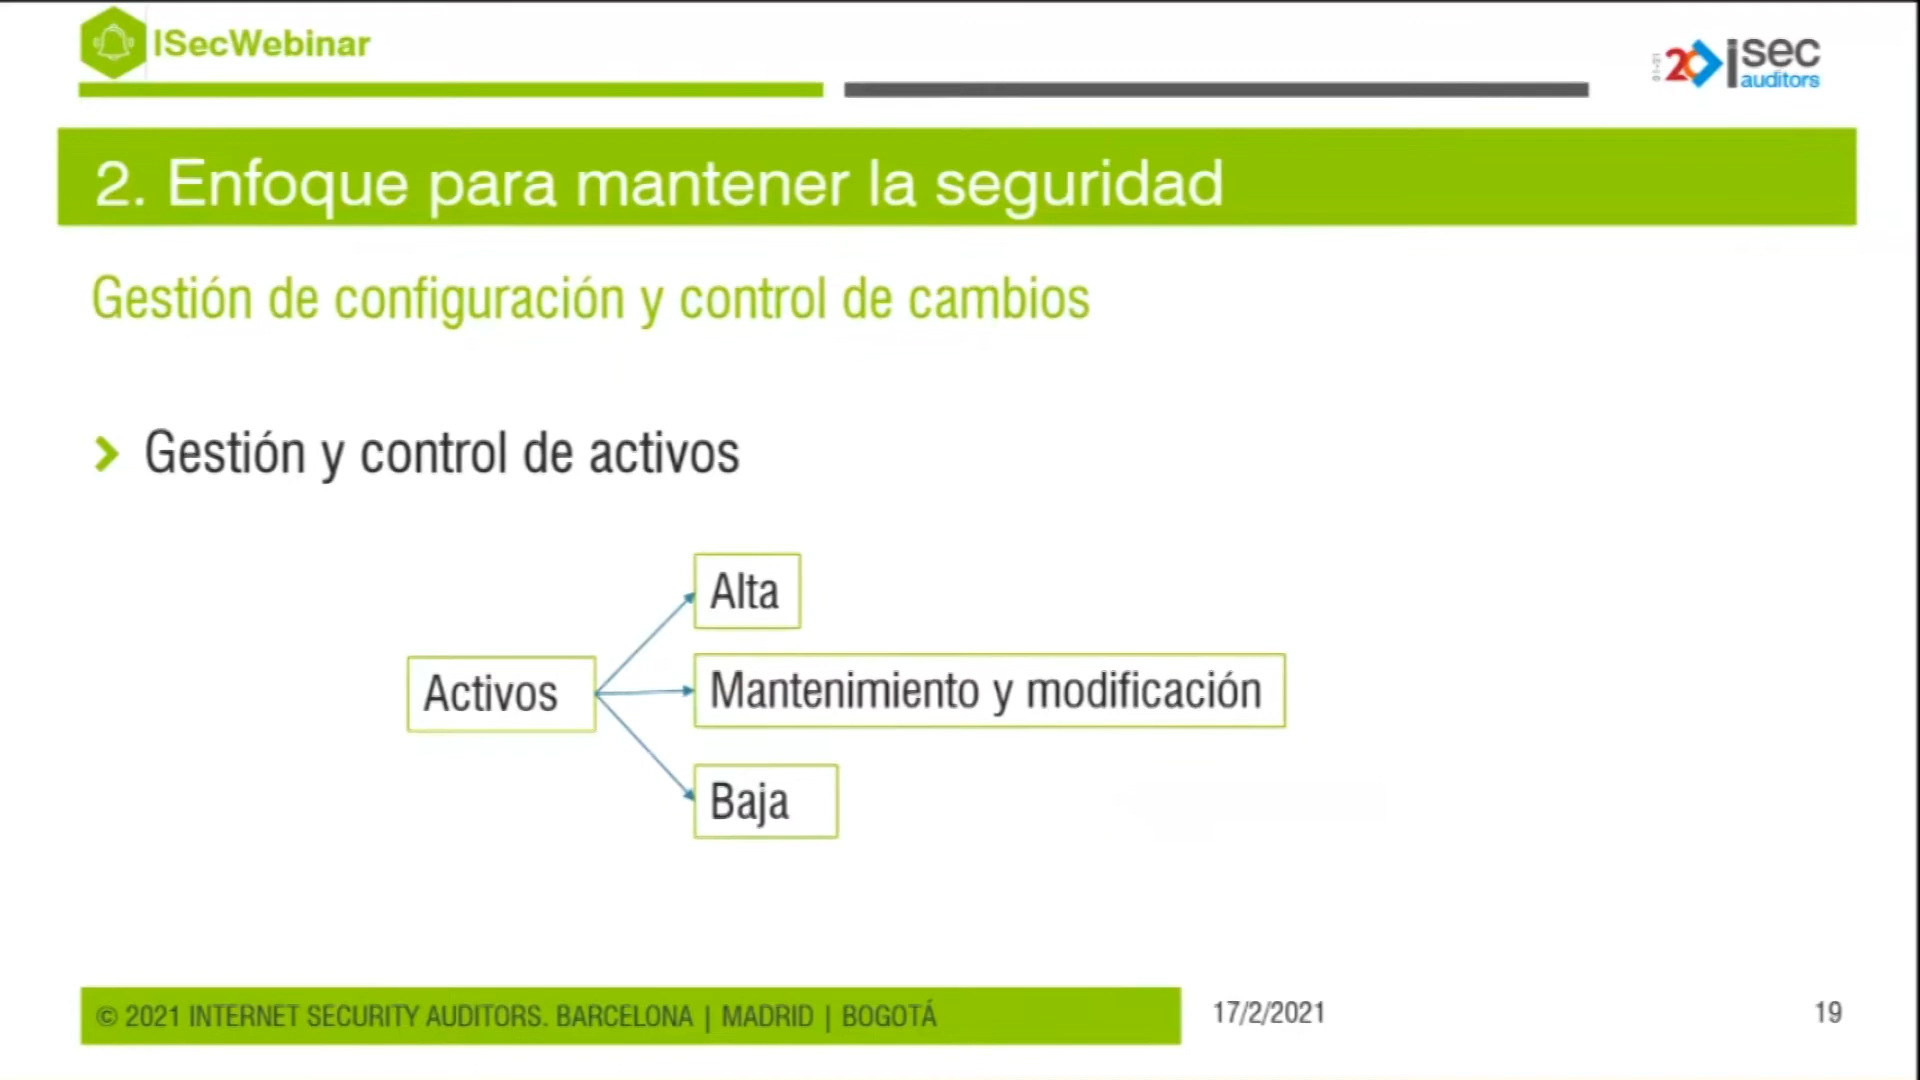 ISecWebinar
20 isec
auditors
2. Enfoque para mantener la seguridad
Gestión de configuración y control de cambios
Gestión y control de activos
Alta
Activos
Mantenimiento y modificación
Baja
© 2021 INTERNET SECURITY AUDITORS. BARCELONA | MADRID | BOGOTÁ
17/2/2021
19